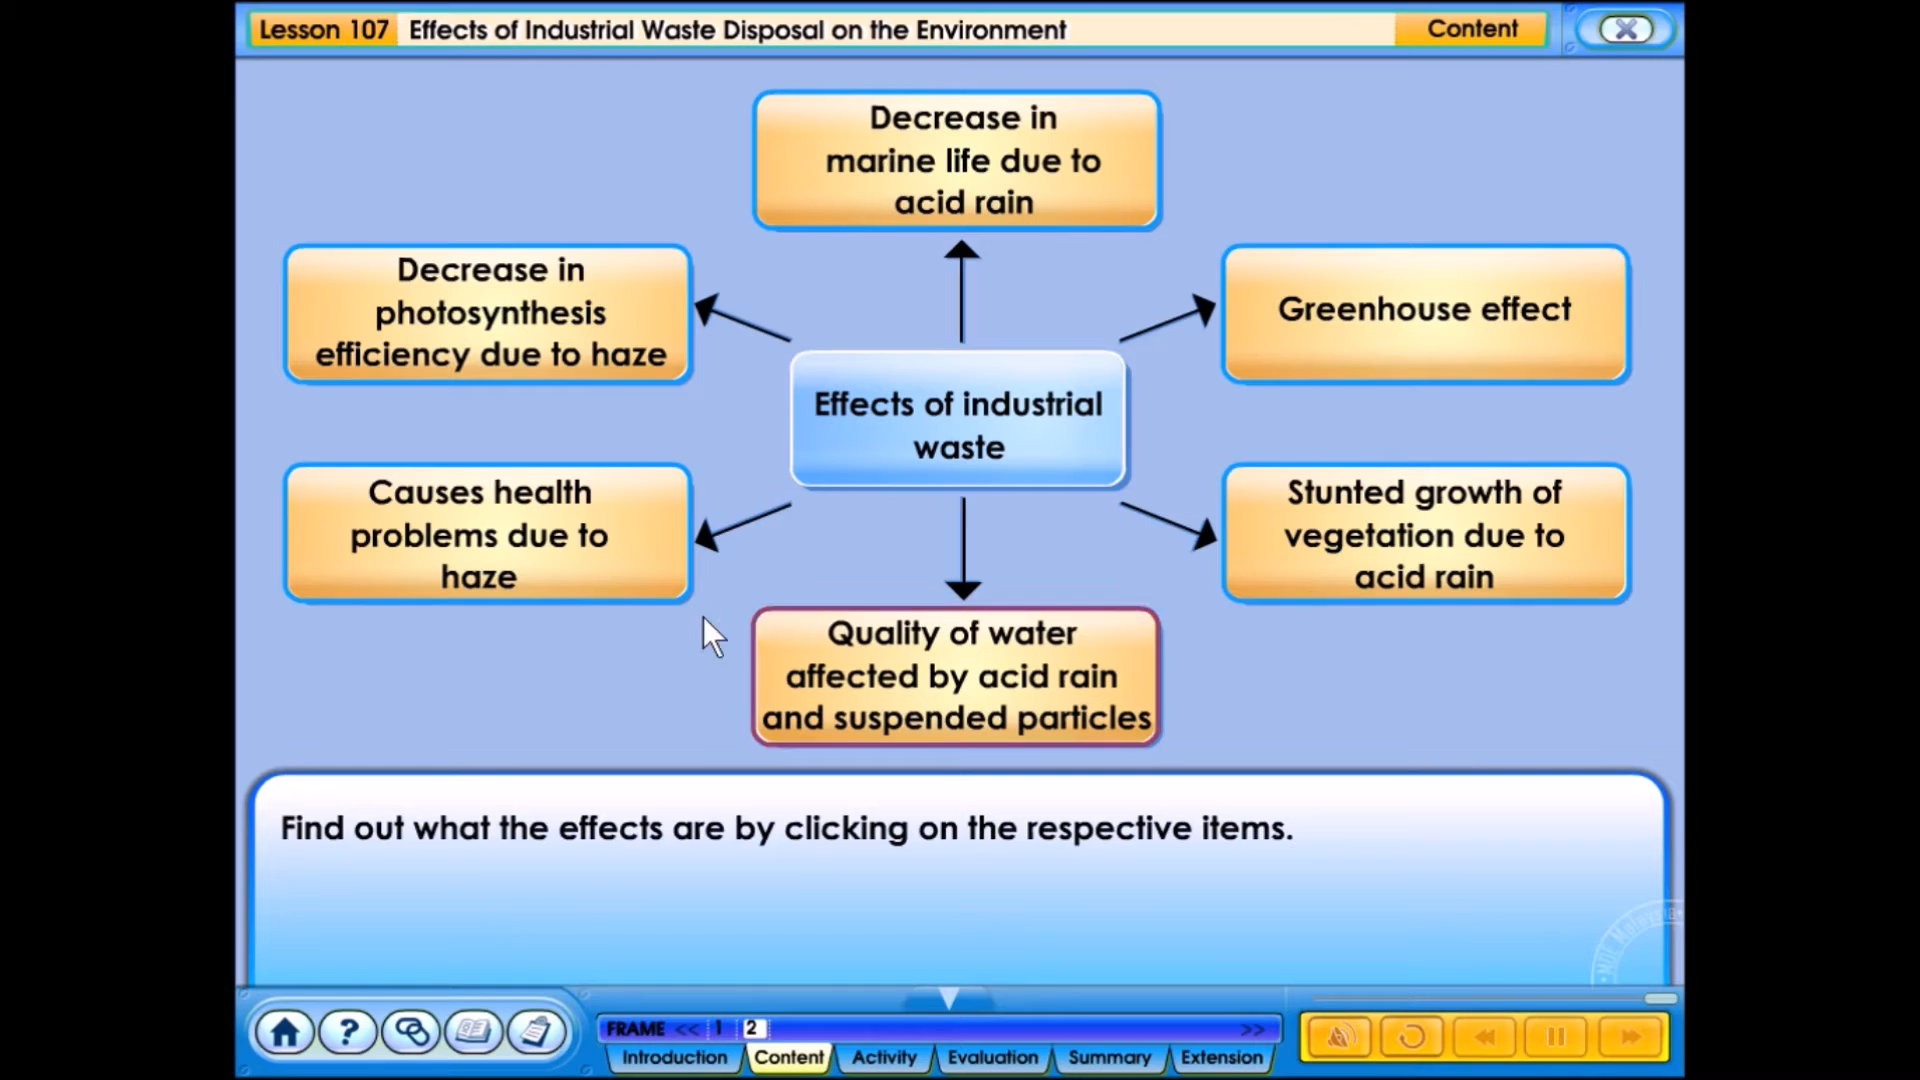 Lesson 107 Effects of Industrial Waste Disposal on the Environment Content
Decrease in
marine life due to
acid rain
Decrease in
photosynthesis
efficiency due to haze
Greenhouse effect
Effects of industrial
waste
Causes health
problems due to
haze
Stunted growth of
vegetation due to
acid rain
Quality of water
affected by acid rain
and suspended particles
Find out what the effects are by clicking on the respective items.
MOE Malaysia
FRAME << 1 2 >>
Introduction Content Activity Evaluation Summary Extension